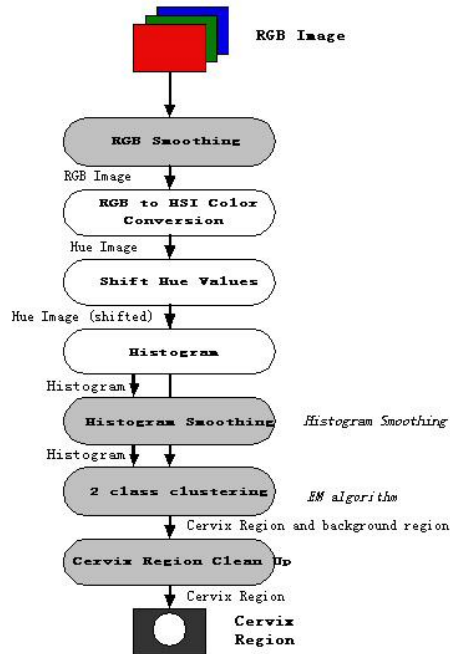 RGB Image
RGB Smoothing
RGB Image
RGB to HSI Color
Conversion
Hue Image
Shift Hue Values
Hue Image (shifted)
Histogram
Histogram
Histogram Smoothing
Histogram Smoothing
Histogram
2 class clustering
EM algorithm
Cervix Region and background region
Cervix Region Clean Up
Cervix Region
Cervix
Region